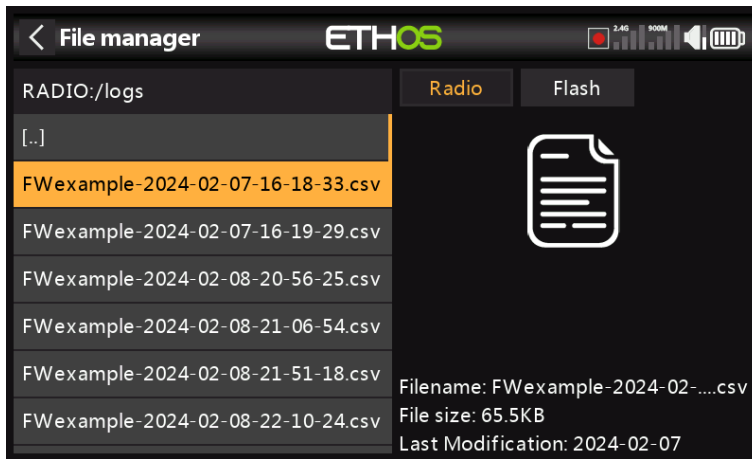 File manager
ETHOS
2.4G
900M
RADIO:/logs
Radio
Flash
[..]
FWexample-2024-02-07-16-18-33.csv
FWexample-2024-02-07-16-19-29.csv
FWexample-2024-02-08-20-56-25.csv
FWexample-2024-02-08-21-06-54.csv
FWexample-2024-02-08-21-51-18.csv
FWexample-2024-02-08-22-10-24.csv
Filename: FWexample-2024-02-....csv
File size: 65.5KB
Last Modification: 2024-02-07